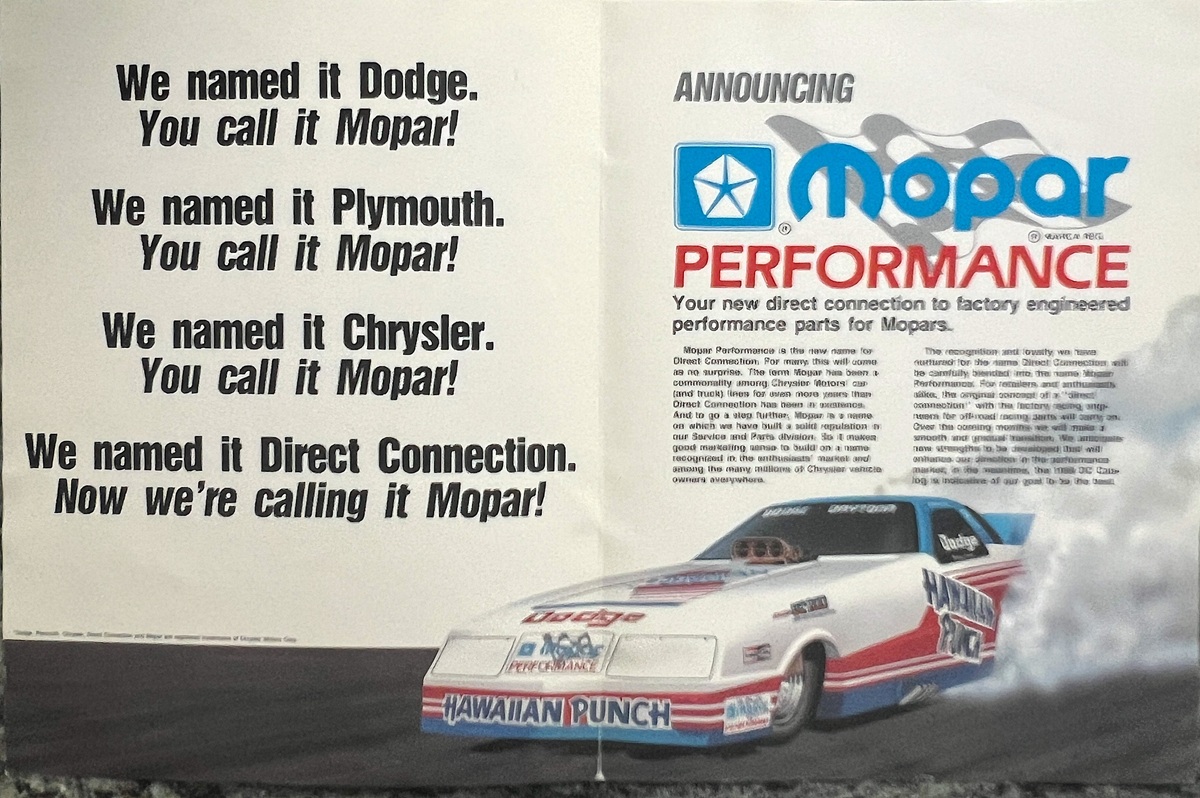 We named it Dodge.
You call it Mopar!
We named it Plymouth.
You call it Mopar!
We named it Chrysler.
You call it Mopar!
We named it Direct Connection.
Now we're calling it Mopar!
ANNOUNCING
Mopar
PERFORMANCE
Your new direct connection to factory engineered
performance parts for Mopars.
Mopar Performance is the new name for
Direct Connection. For many this will come
as no surprise. The term Mopar has been a
commonality among Chrysler Motors' car
(and truck) lines for even more years than
Direct Connection has been in existence.
And to go a step further, Mopar is a name
on which we have built a solid reputation in
our Service and Parts division. So it makes
good marketing sense to build on a name
recognized in the enthusiasts' market and
among the many millions of Chrysler vehicle
owners everywhere.
The recognition and loyalty we have
nurtured for the name Direct Connection will
be carefully blended into the name Mopar
Performance. For retailers and enthusiasts
alike, the original concept of a "direct
connection" with the factory racing engi-
neers for off-road racing parts will carry on.
Over the coming months we will make a
smooth and gradual transition. We anticipate
new strengths to be developed that will
enhance our direction in the performance
market. In the meantime, the 1988 DC Cata-
log is indicative of our goal to be the best.
DODGE DAYTONA
Dodge
Dodge
HAWAIIAN
PUNCH
Mopar
PERFORMANCE
HAWAIIAN PUNCH